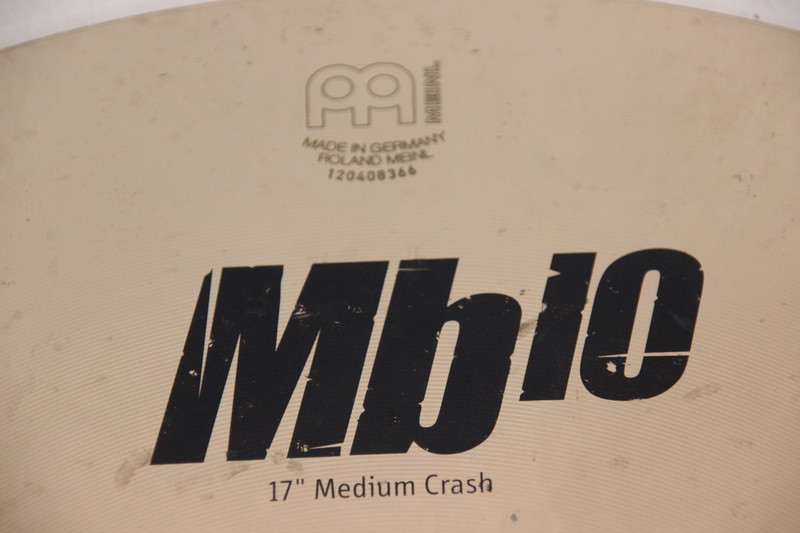 MEINL
MADE IN GERMANY
ROLAND MEINL
120408366
Mb10
17" Medium Crash